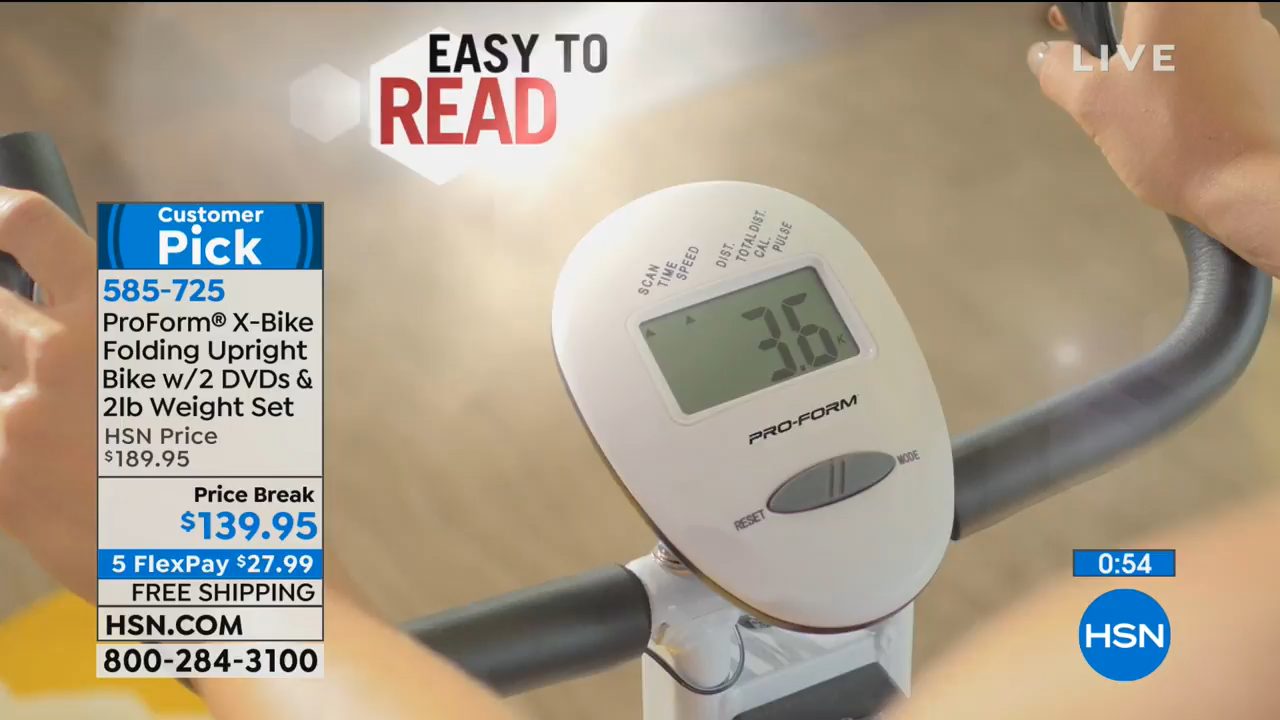 EASY TO
READ
LIVE
Customer
Pick
585-725
ProForm® X-Bike
Folding Upright
Bike w/2 DVDs &
2lb Weight Set
HSN Price
$189.95
Price Break
$139.95
5 FlexPay $27.99
FREE SHIPPING
HSN.COM
800-284-3100
SCAN
TIME
SPEED
DIST.
TOTAL DIST.
CAL.
PULSE
3.6 K
PRO-FORM
RESET
MODE
0:54
HSN